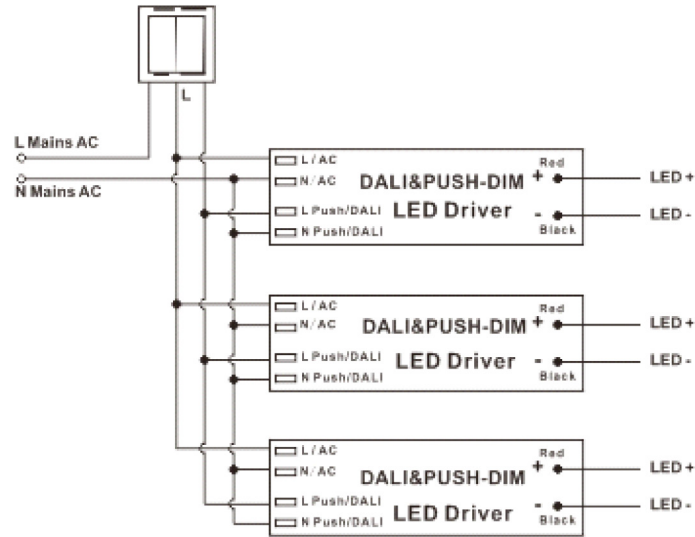 L
L Mains AC
N Mains AC
L/AC
N/AC
L Push/DALI
N Push/DALI
DALI&PUSH-DIM
LED Driver
Red
+
-
Black
LED +
LED -
L/AC
N/AC
L Push/DALI
N Push/DALI
DALI&PUSH-DIM
LED Driver
Red
+
-
Black
LED +
LED -
L/AC
N/AC
L Push/DALI
N Push/DALI
DALI&PUSH-DIM
LED Driver
Red
+
-
Black
LED +
LED -